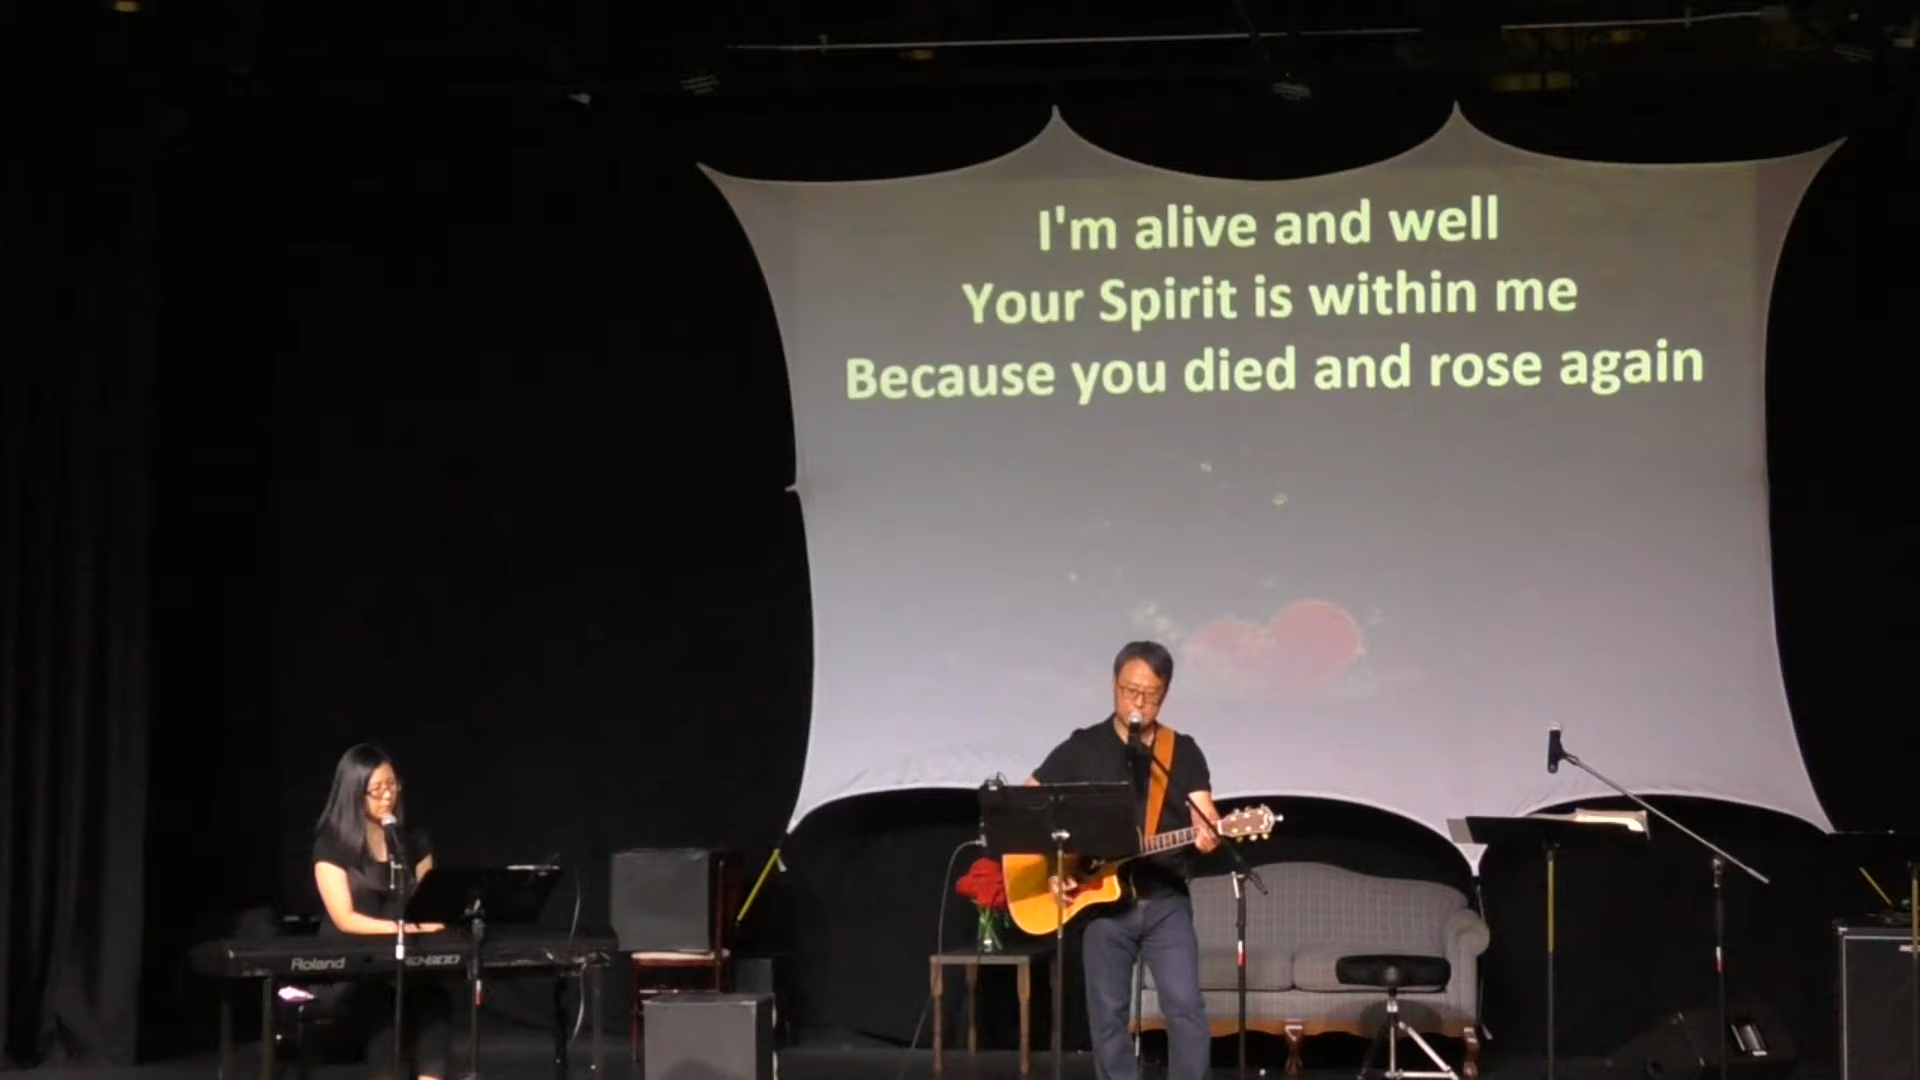 I'm alive and well
Your Spirit is within me
Because you died and rose again
Roland